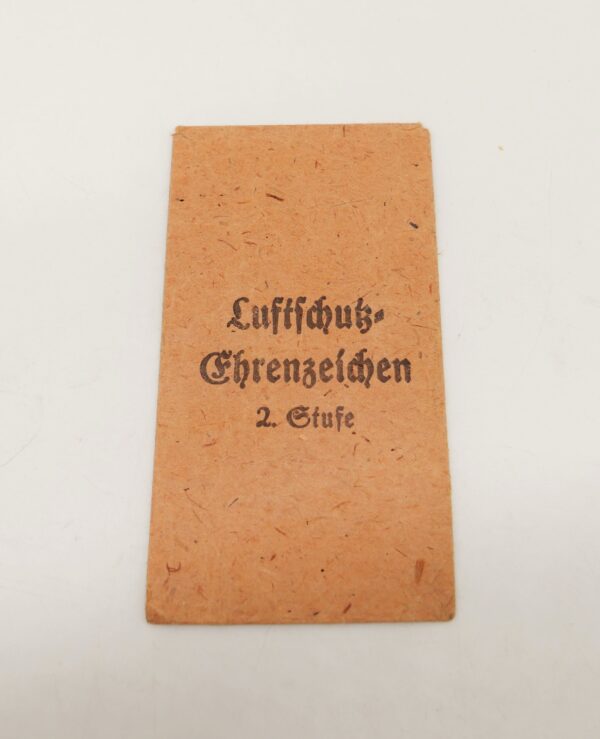 Luftschutz-
Ehrenzeichen
2. Stufe